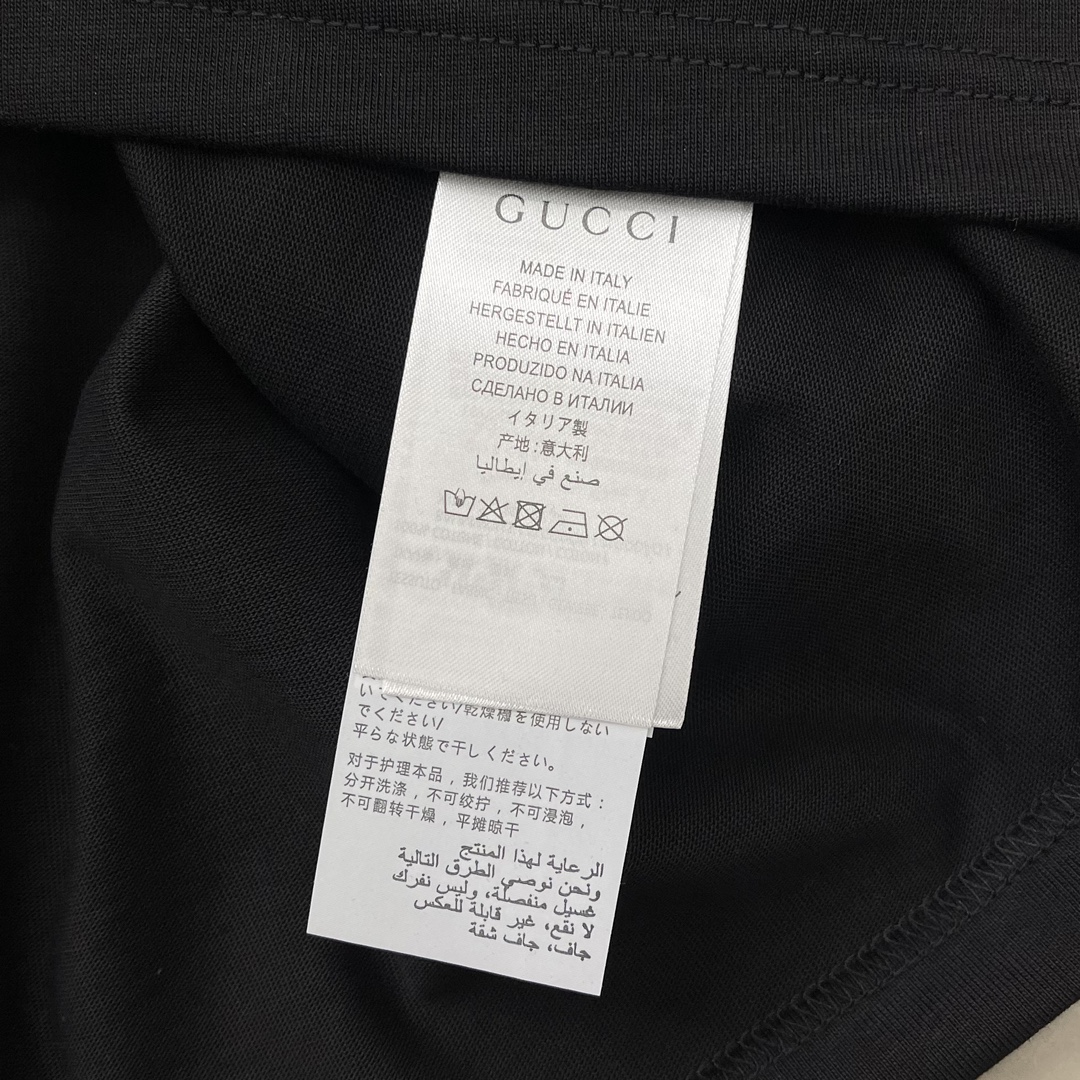 GUCCI
MADE IN ITALY
FABRIQUÉ EN ITALIE
HERGESTELLT IN ITALIEN
HECHO EN ITALIA
PRODUZIDO NA ITALIA
СДЕЛАНО В ИТАЛИИ
イタリア製
产地:意大利
صنع في إيطاليا
いでください/乾燥機を使用しない
でください/
平らな状態で干しください。
对于护理本品，我们推荐以下方式：
分开洗涤，不可绞拧，不可浸泡，
不可翻转干燥，平摊晾干
الرعاية لهذا المنتج
ونحن نوصي الطرق التالية
غسيل منفصلة، وليس نفرك
لا نقع، غير قابلة للعكس
جاف، جاف شقة